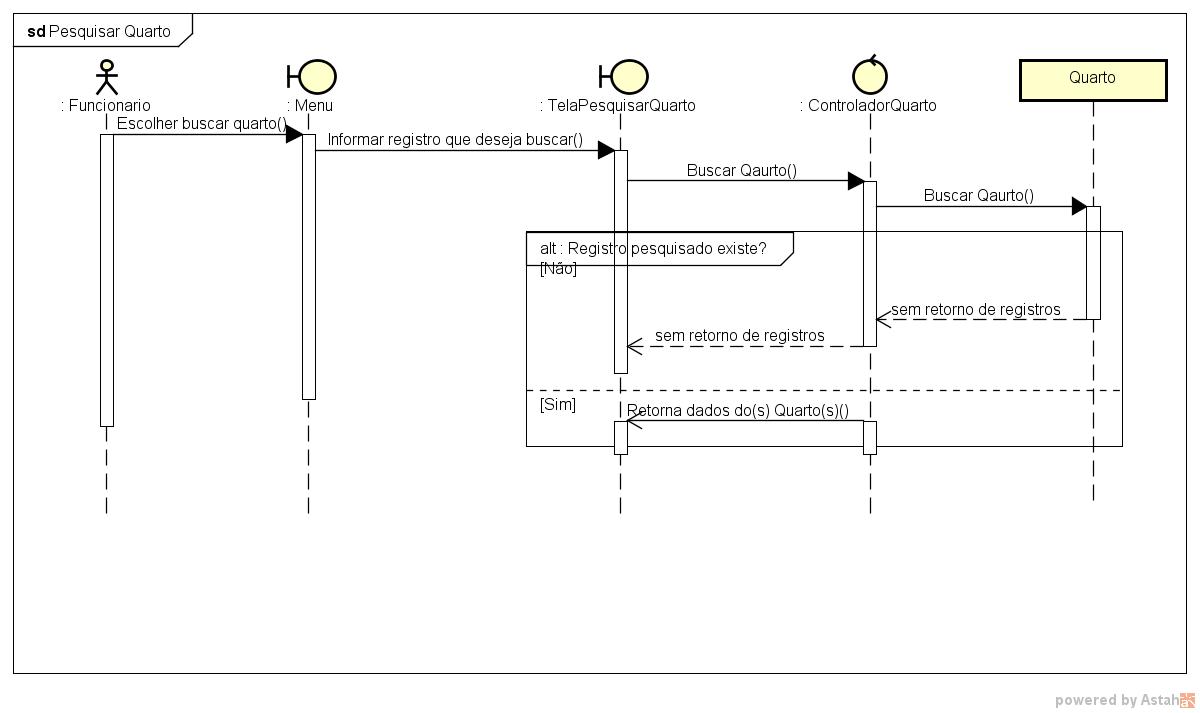 sd Pesquisar Quarto
: Funcionario
: Menu
: TelaPesquisarQuarto
: ControladorQuarto
Quarto
Escolher buscar quarto()
Informar registro que deseja buscar()
Buscar Qaurto()
Buscar Qaurto()
alt : Registro pesquisado existe?
[Não]
sem retorno de registros
sem retorno de registros
[Sim]
Retorna dados do(s) Quarto(s)()
powered by Astah